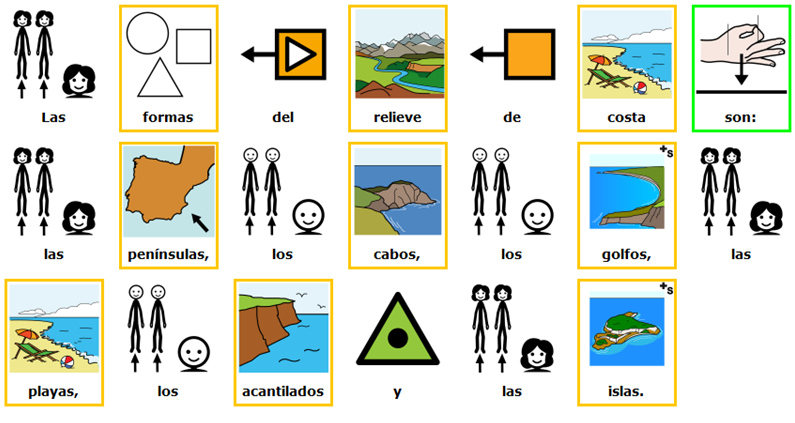 Las formas del relieve de costa son:
las penínsulas, los cabos, los golfos, las
playas, los acantilados y las islas.